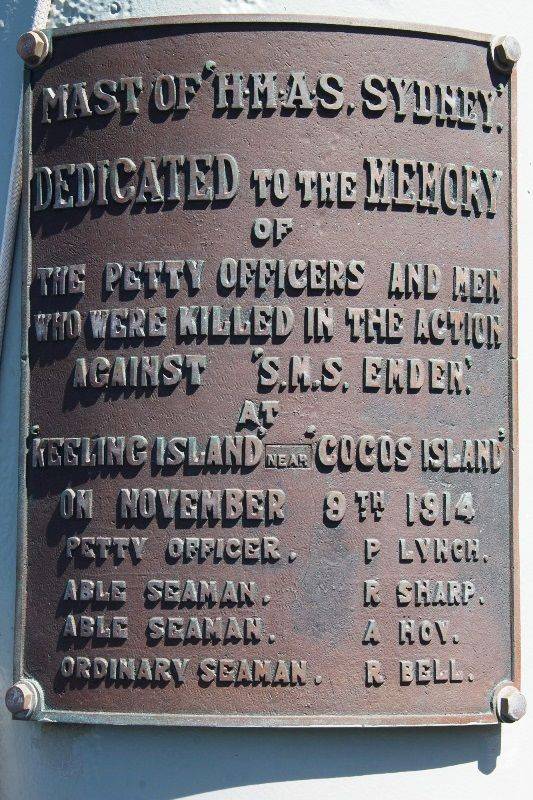 MAST OF "H.M.A.S. SYDNEY."
DEDICATED TO THE MEMORY
OF
THE PETTY OFFICERS AND MEN
WHO WERE KILLED IN THE ACTION
AGAINST "S.M.S. EMDEN."
AT
"KEELING ISLAND" NEAR "COCOS ISLAND"
ON NOVEMBER 9TH 1914
PETTY OFFICER. P LYNCH.
ABLE SEAMAN. R SHARP.
ABLE SEAMAN. A HOY.
ORDINARY SEAMAN. R BELL.